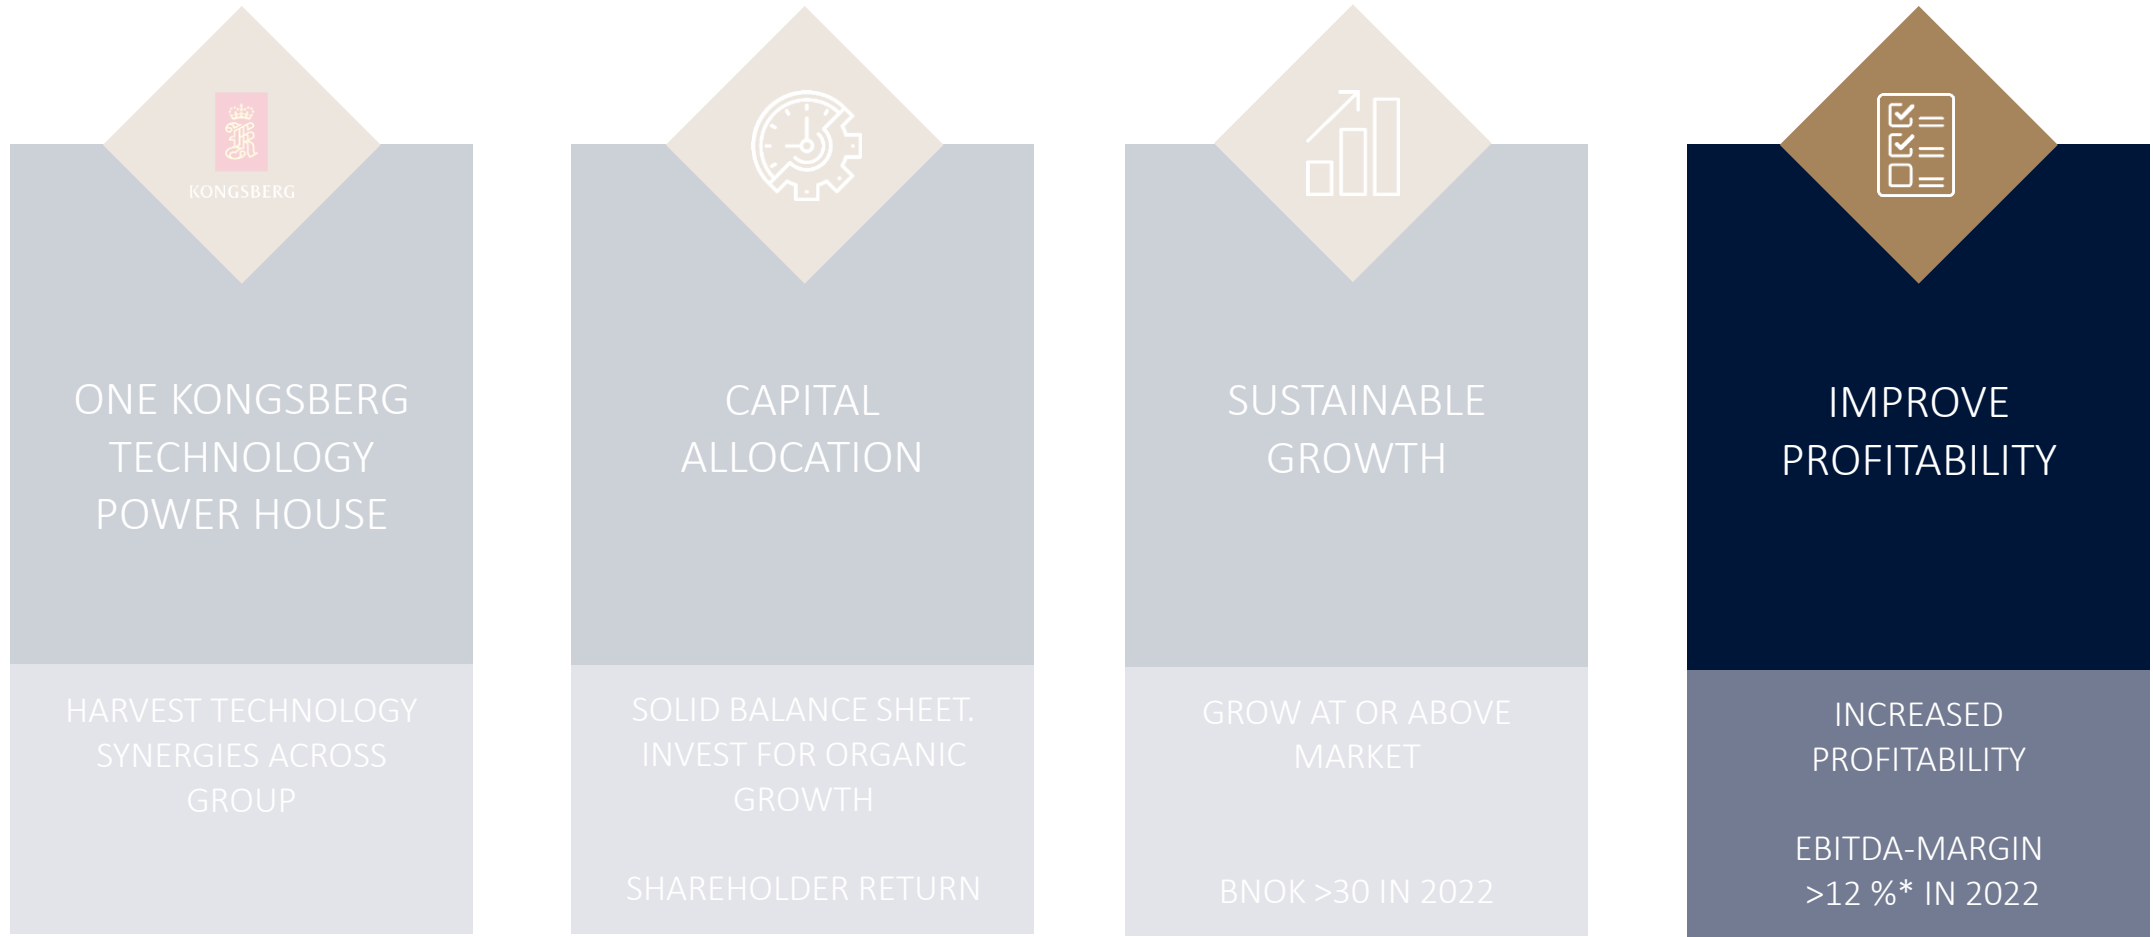 KONGSBERG
ONE KONGSBERG
TECHNOLOGY
POWER HOUSE
HARVEST TECHNOLOGY
SYNERGIES ACROSS
GROUP
CAPITAL
ALLOCATION
SOLID BALANCE SHEET.
INVEST FOR ORGANIC
GROWTH
SHAREHOLDER RETURN
SUSTAINABLE
GROWTH
GROW AT OR ABOVE
MARKET
BNOK >30 IN 2022
IMPROVE
PROFITABILITY
INCREASED
PROFITABILITY
EBITDA-MARGIN
>12 %* IN 2022